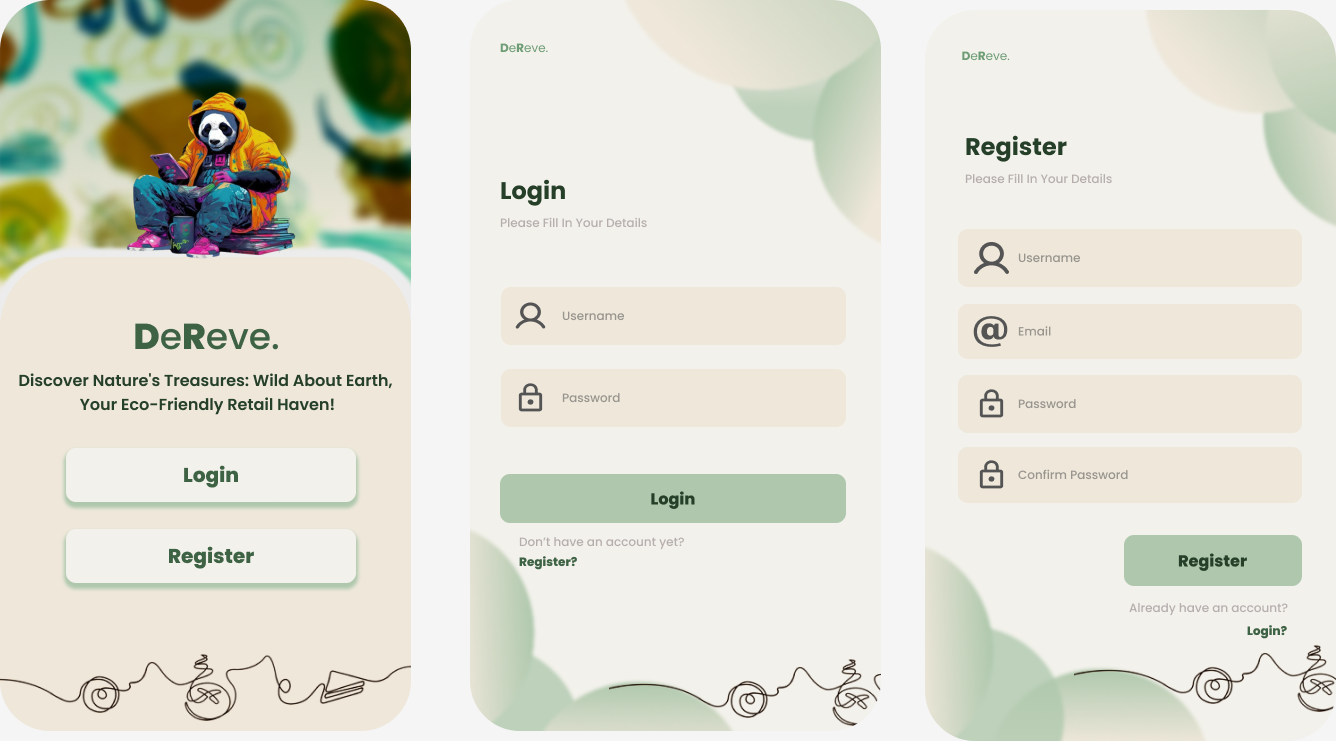 DeReve.
Discover Nature's Treasures: Wild About Earth,
Your Eco-Friendly Retail Haven!
Login
Register
DeReve.
Login
Please Fill In Your Details
Username
Password
Login
Don't have an account yet?
Register?
DeReve.
Register
Please Fill In Your Details
Username
@ Email
Password
Confirm Password
Register
Already have an account?
Login?